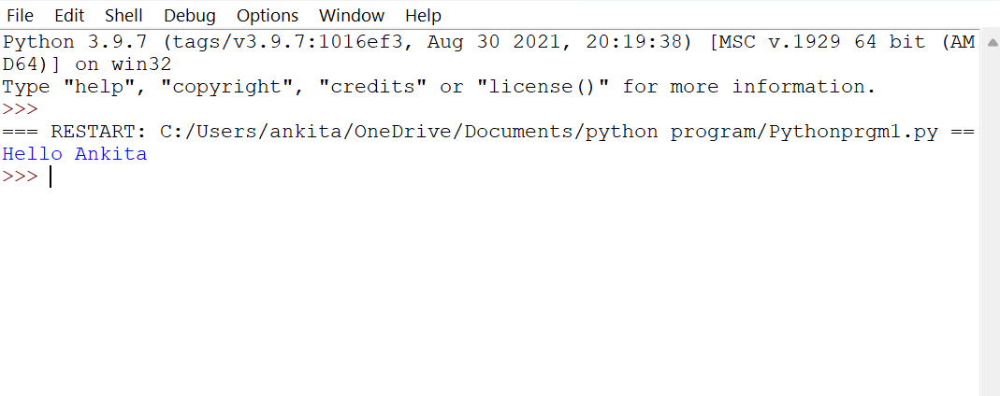 File Edit Shell Debug Options Window Help
Python 3.9.7 (tags/v3.9.7:1016ef3, Aug 30 2021, 20:19:38) [MSC v.1929 64 bit (AM
D64)] on win32
Type "help", "copyright", "credits" or "license()" for more information.
>>>
=== RESTART: C:/Users/ankita/OneDrive/Documents/python program/Pythonprgm1.py ==
Hello Ankita
>>>